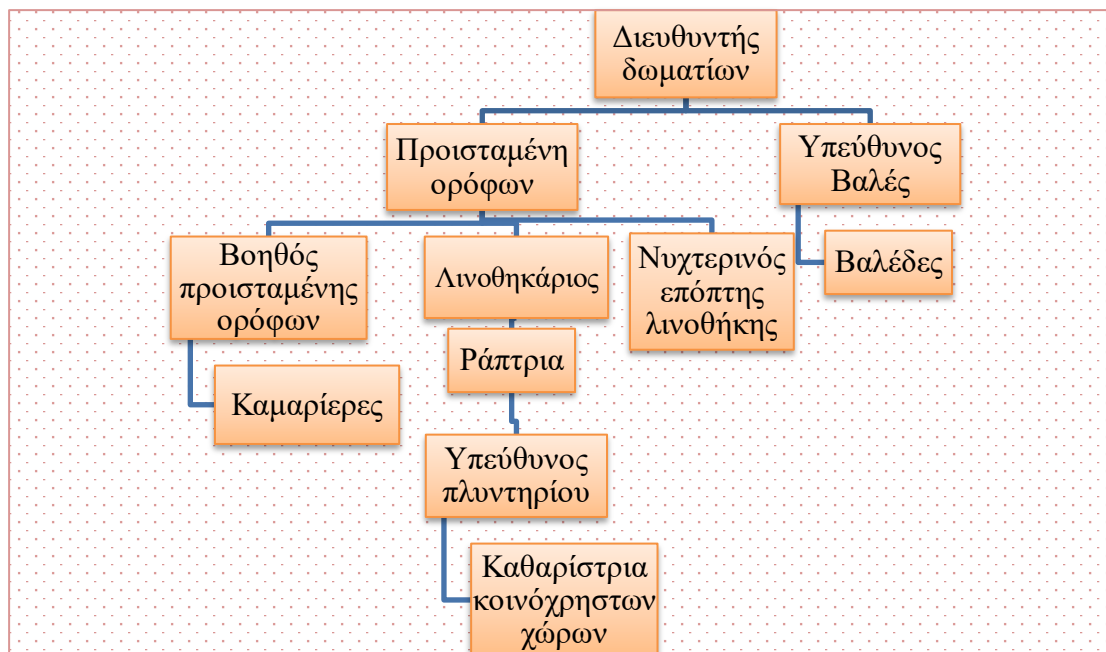 Διευθυντής
δωματίων
Προισταμένη
ορόφων
Υπεύθυνος
Βαλές
Βοηθός
προισταμένης
ορόφων
Λινοθηκάριος
Νυχτερινός
επόπτης
λινοθήκης
Βαλέδες
Ράπτρια
Καμαρίερες
Υπεύθυνος
πλυντηρίου
Καθαρίστρια
κοινόχρηστων
χώρων